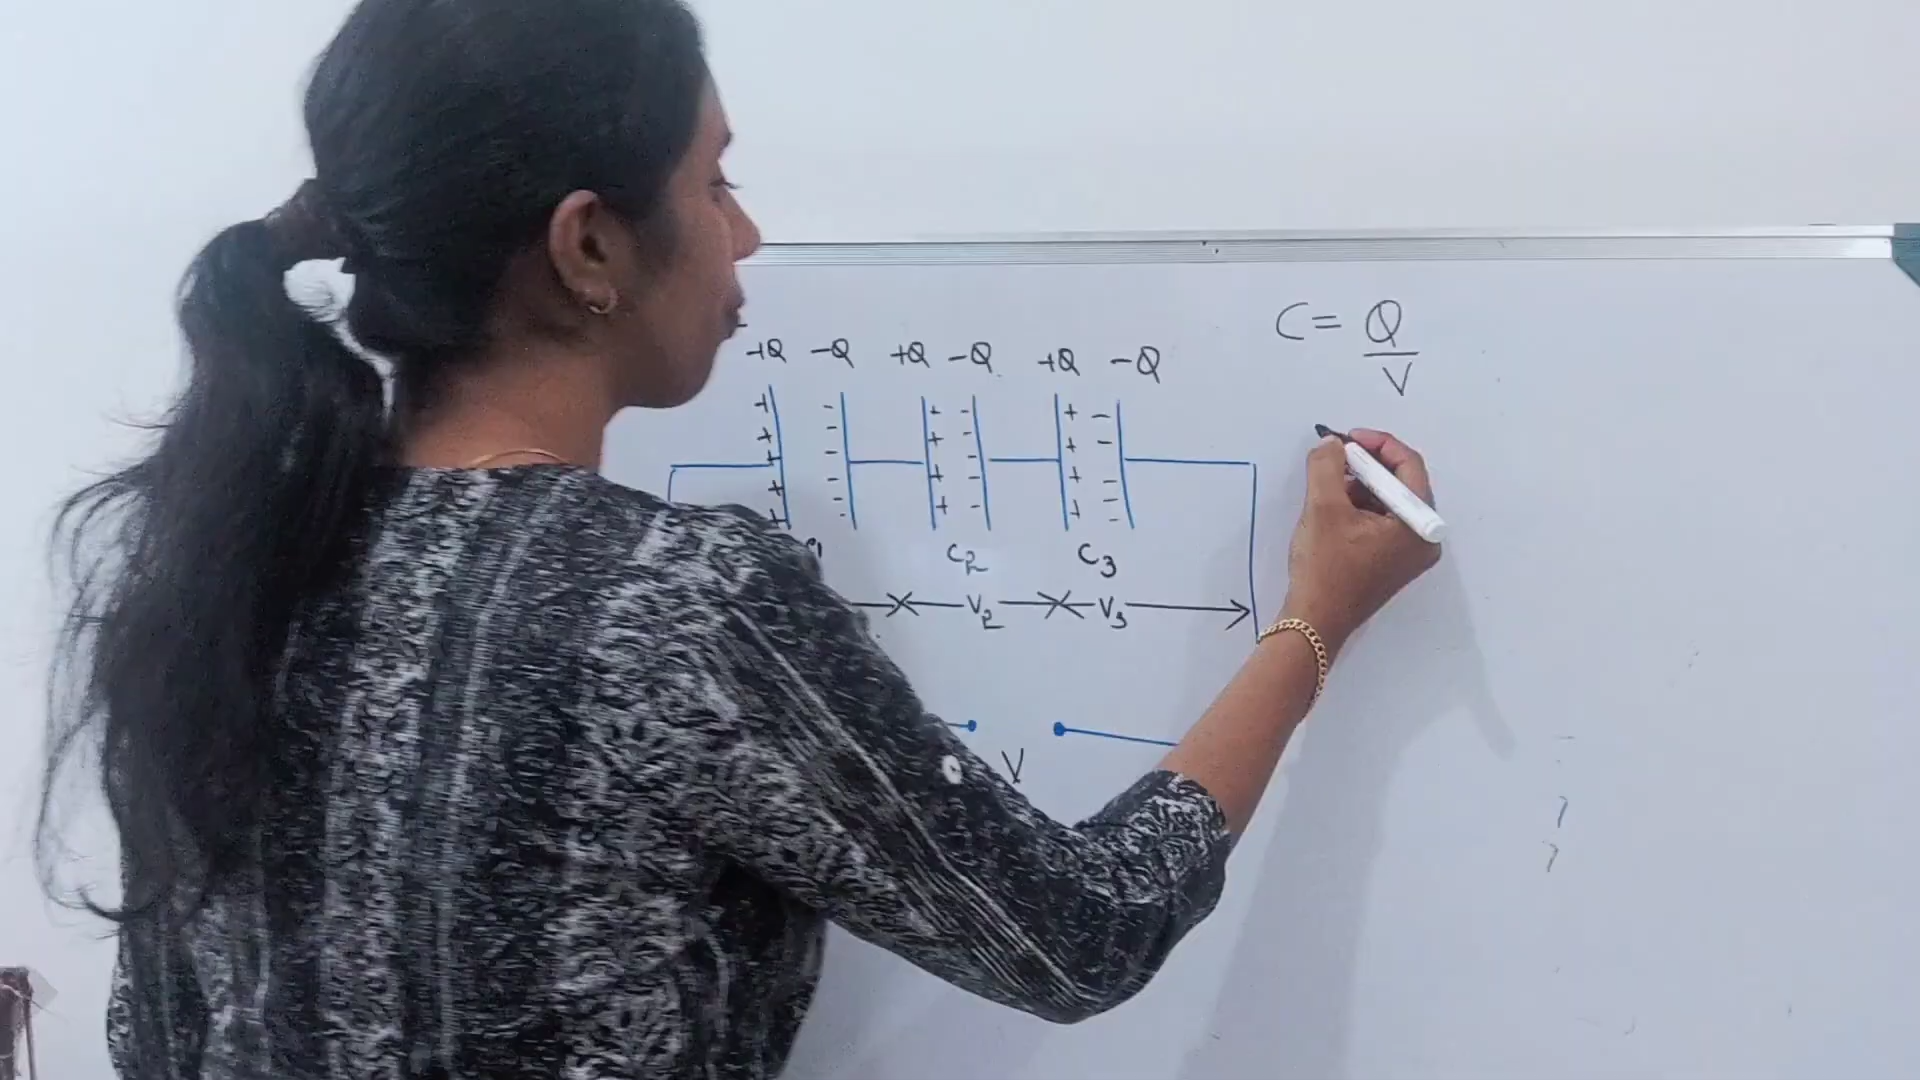 +Q -Q +Q -Q +Q -Q
C = Q
V
+ - + - + -
+ - + - + -
+ - + - + -
+ - + - + -
+ - -
C2 C3
V2 V3
V